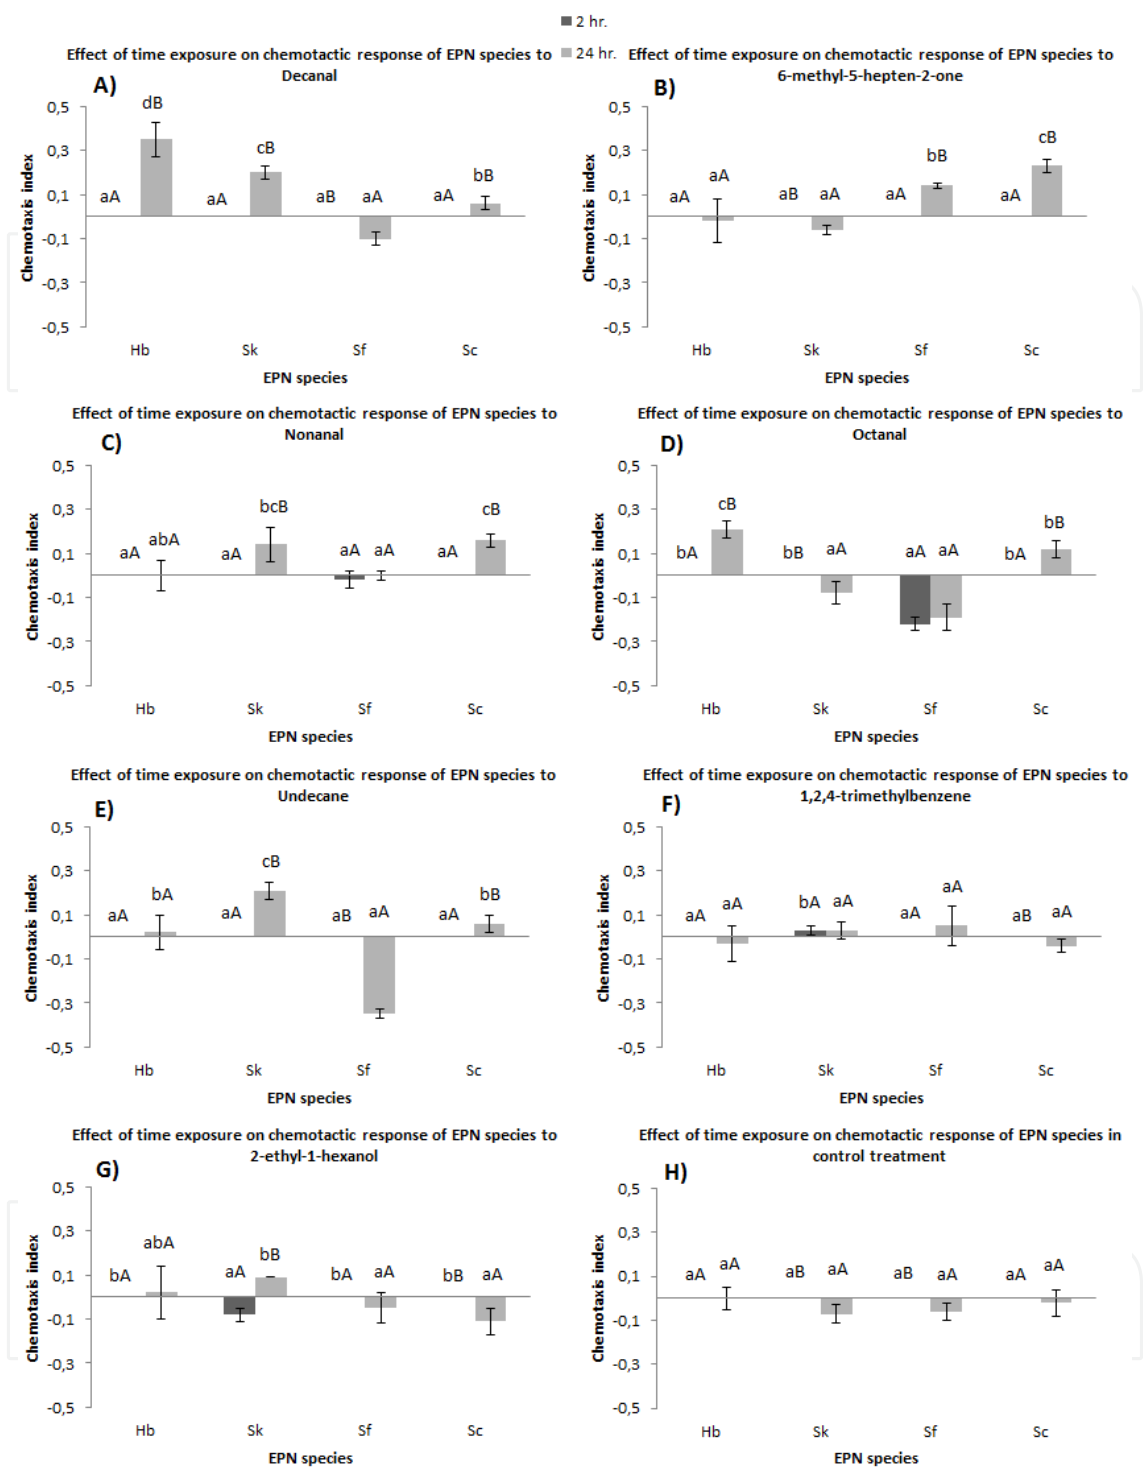 2 hr.
24 hr.
Effect of time exposure on chemotactic response of EPN species to
Decanal
A)
Chemotaxis index
0,5
0,3
0,1
-0,1
-0,3
-0,5
aA dB aA cB aB aA aA bB
Hb Sk Sf Sc
EPN species
Effect of time exposure on chemotactic response of EPN species to
6-methyl-5-hepten-2-one
B)
Chemotaxis index
0,5
0,3
0,1
-0,1
-0,3
-0,5
aA aA aB aA aA bB aA cB
Hb Sk Sf Sc
EPN species
Effect of time exposure on chemotactic response of EPN species to
Nonanal
C)
Chemotaxis index
0,5
0,3
0,1
-0,1
-0,3
-0,5
aA abA aA bcB aA aA aA cB
Hb Sk Sf Sc
EPN species
Effect of time exposure on chemotactic response of EPN species to
Octanal
D)
Chemotaxis index
0,5
0,3
0,1
-0,1
-0,3
-0,5
bA cB bB aA aA aA bA bB
Hb Sk Sf Sc
EPN species
Effect of time exposure on chemotactic response of EPN species to
Undecane
E)
Chemotaxis index
0,5
0,3
0,1
-0,1
-0,3
-0,5
aA bA aA cB aB aA aA bB
Hb Sk Sf Sc
EPN species
Effect of time exposure on chemotactic response of EPN species to
1,2,4-trimethylbenzene
F)
Chemotaxis index
0,5
0,3
0,1
-0,1
-0,3
-0,5
aA aA bA aA aA aA aB aA
Hb Sk Sf Sc
EPN species
Effect of time exposure on chemotactic response of EPN species to
2-ethyl-1-hexanol
G)
Chemotaxis index
0,5
0,3
0,1
-0,1
-0,3
-0,5
bA abA aA bB bA aA bB aA
Hb Sk Sf Sc
EPN species
Effect of time exposure on chemotactic response of EPN species in
control treatment
H)
Chemotaxis index
0,5
0,3
0,1
-0,1
-0,3
-0,5
aA aA aB aA aB aA aA aA
Hb Sk Sf Sc
EPN species